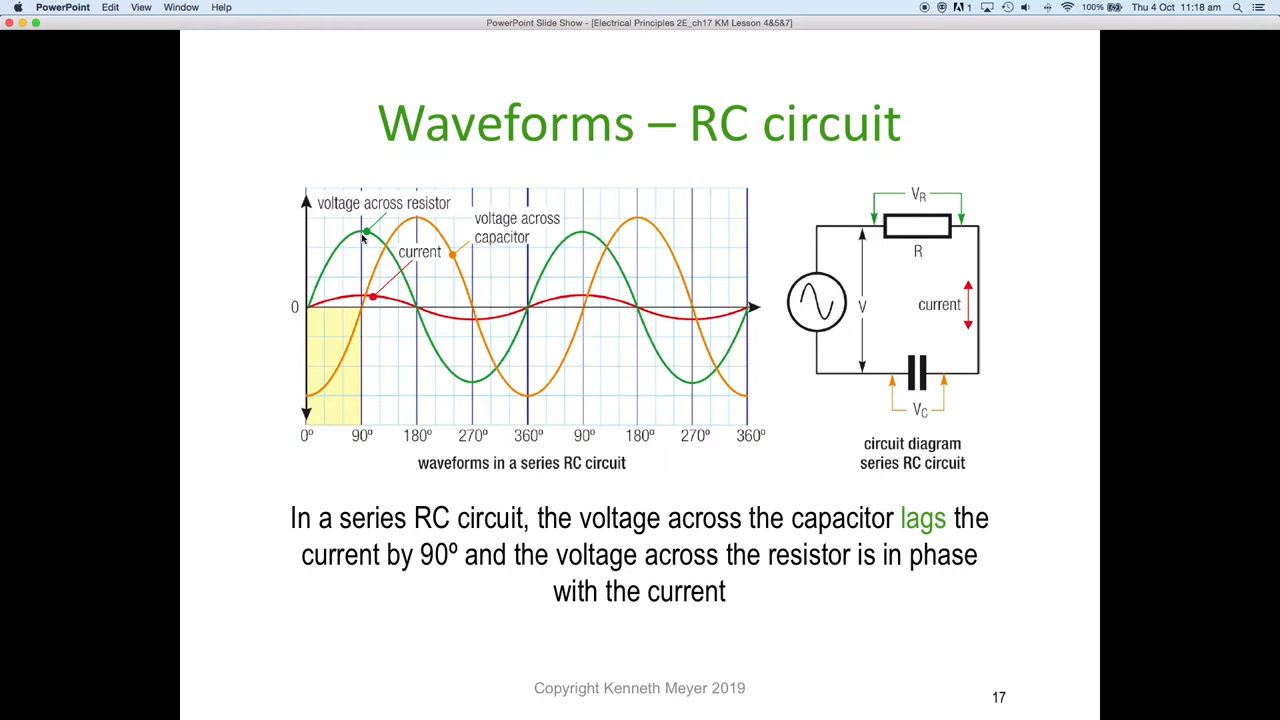 PowerPoint Edit View Window Help
1 100% Thu 4 Oct 11:18 am
PowerPoint Slide Show - [Electrical Principles 2E_ch17 KM Lesson 4&5&7]
Waveforms – RC circuit
voltage across resistor
voltage across
capacitor
current
0
0º 90º 180º 270º 360º 90º 180º 270º 360º
waveforms in a series RC circuit
VR
R
V
current
VC
circuit diagram
series RC circuit
In a series RC circuit, the voltage across the capacitor lags the
current by 90º and the voltage across the resistor is in phase
with the current
Copyright Kenneth Meyer 2019
17